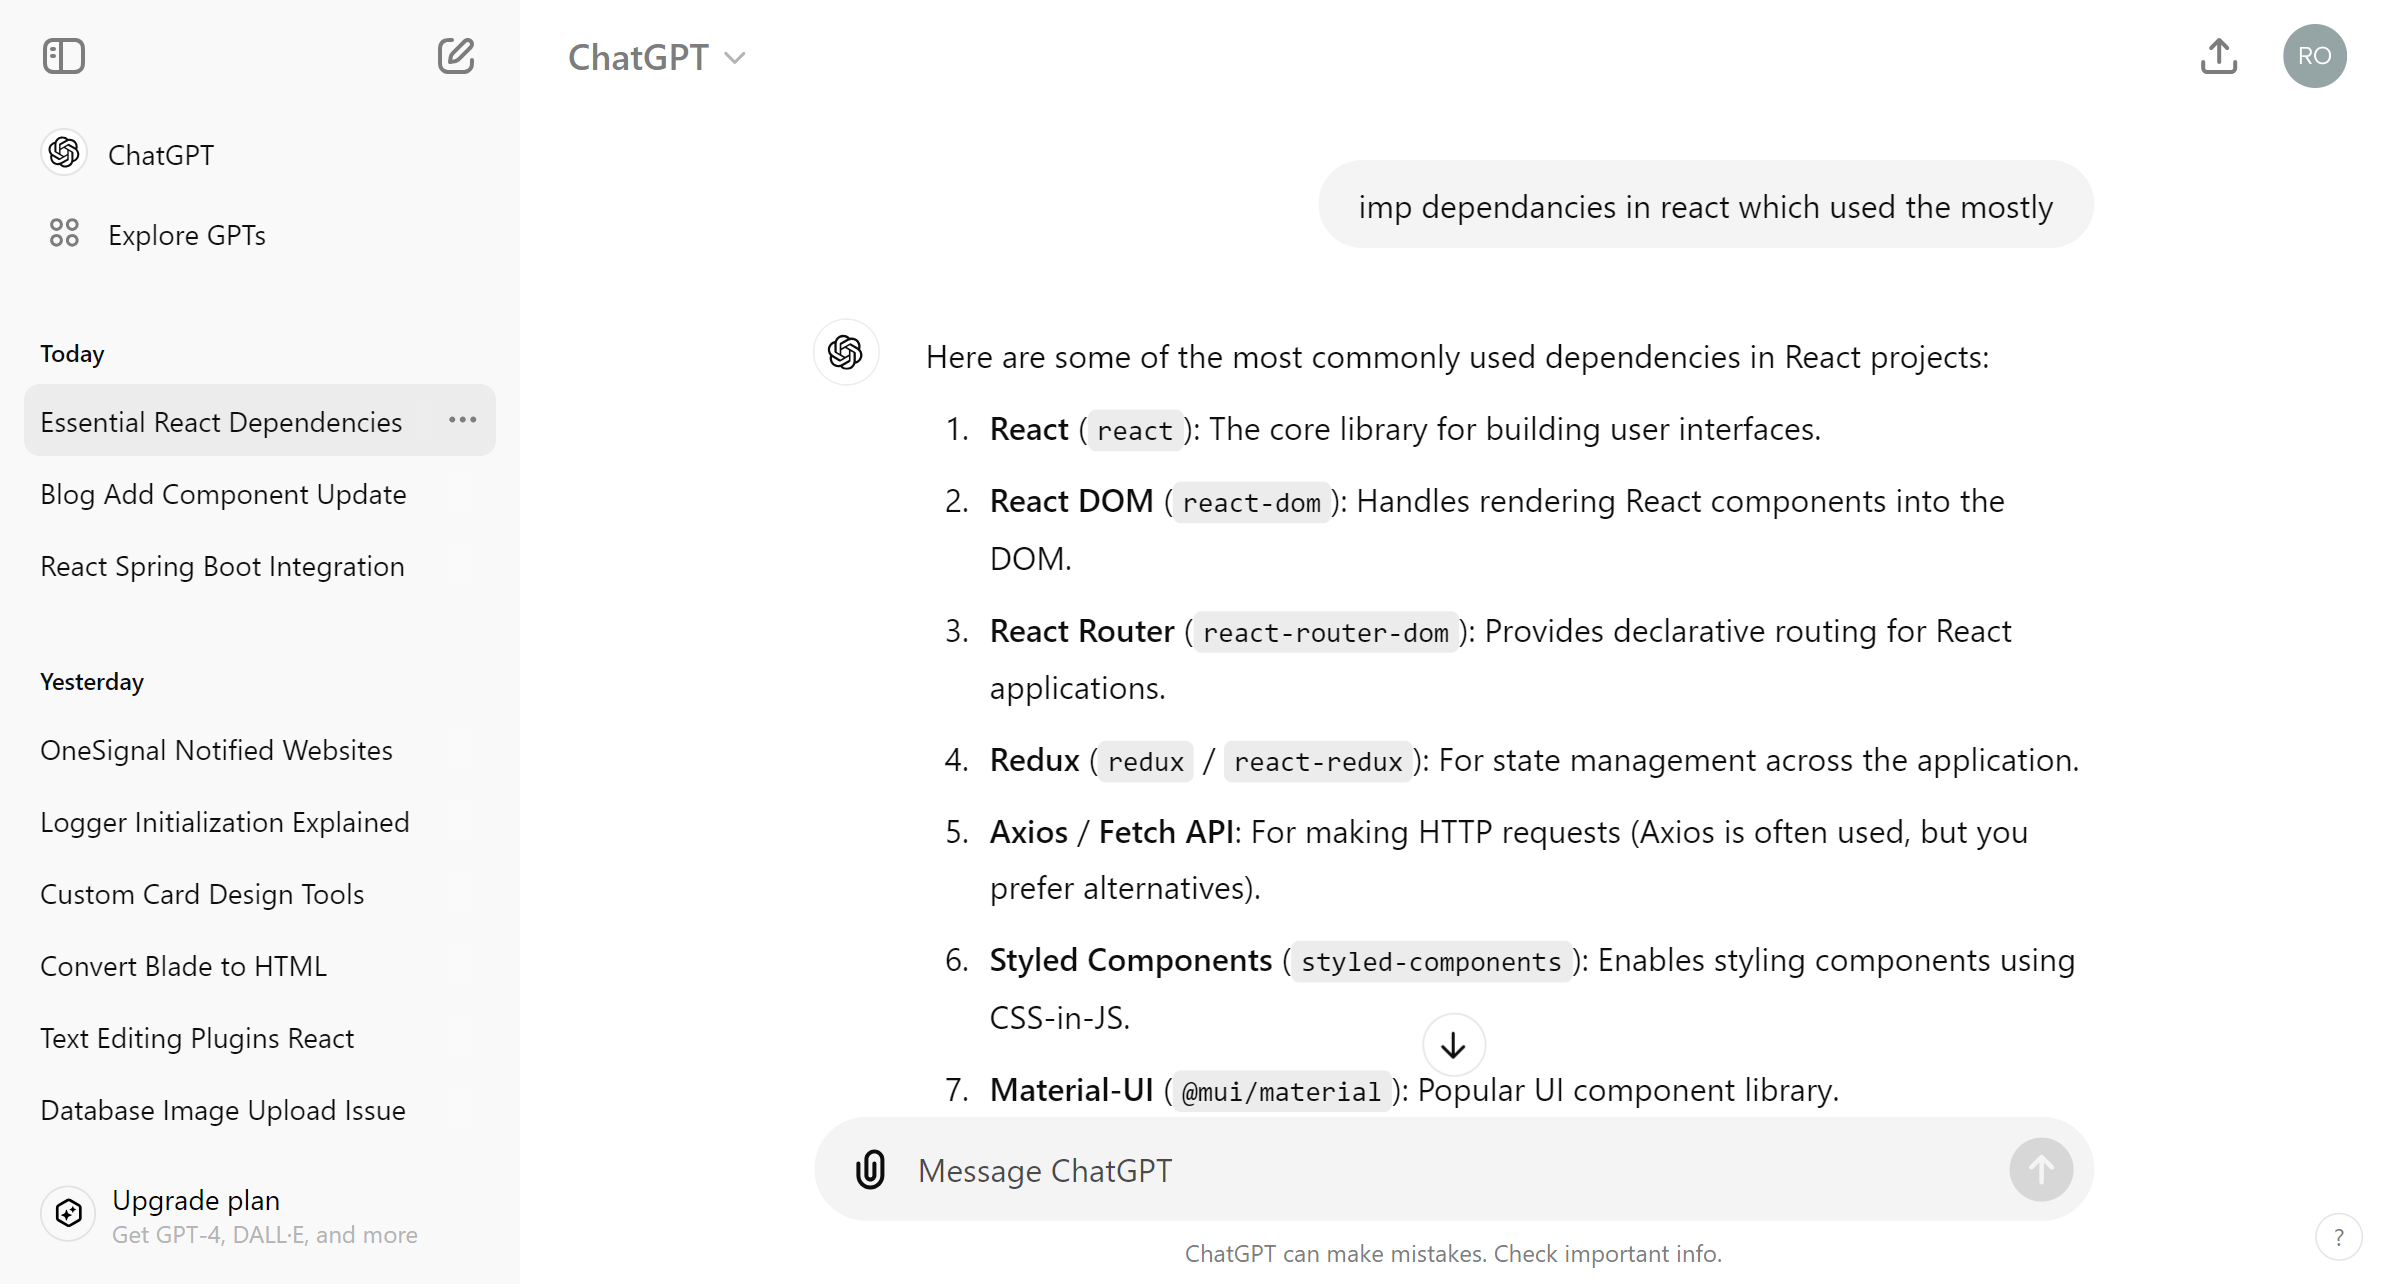 ChatGPT
Explore GPTs
Today
Essential React Dependencies
Blog Add Component Update
React Spring Boot Integration
Yesterday
OneSignal Notified Websites
Logger Initialization Explained
Custom Card Design Tools
Convert Blade to HTML
Text Editing Plugins React
Database Image Upload Issue
Upgrade plan
Get GPT-4, DALL·E, and more
ChatGPT
RO
imp dependancies in react which used the mostly
Here are some of the most commonly used dependencies in React projects:
1. React (react): The core library for building user interfaces.
2. React DOM (react-dom): Handles rendering React components into the
DOM.
3. React Router (react-router-dom): Provides declarative routing for React
applications.
4. Redux (redux / react-redux): For state management across the application.
5. Axios / Fetch API: For making HTTP requests (Axios is often used, but you
prefer alternatives).
6. Styled Components (styled-components): Enables styling components using
CSS-in-JS.
7. Material-UI (@mui/material): Popular UI component library.
Message ChatGPT
ChatGPT can make mistakes. Check important info.
?